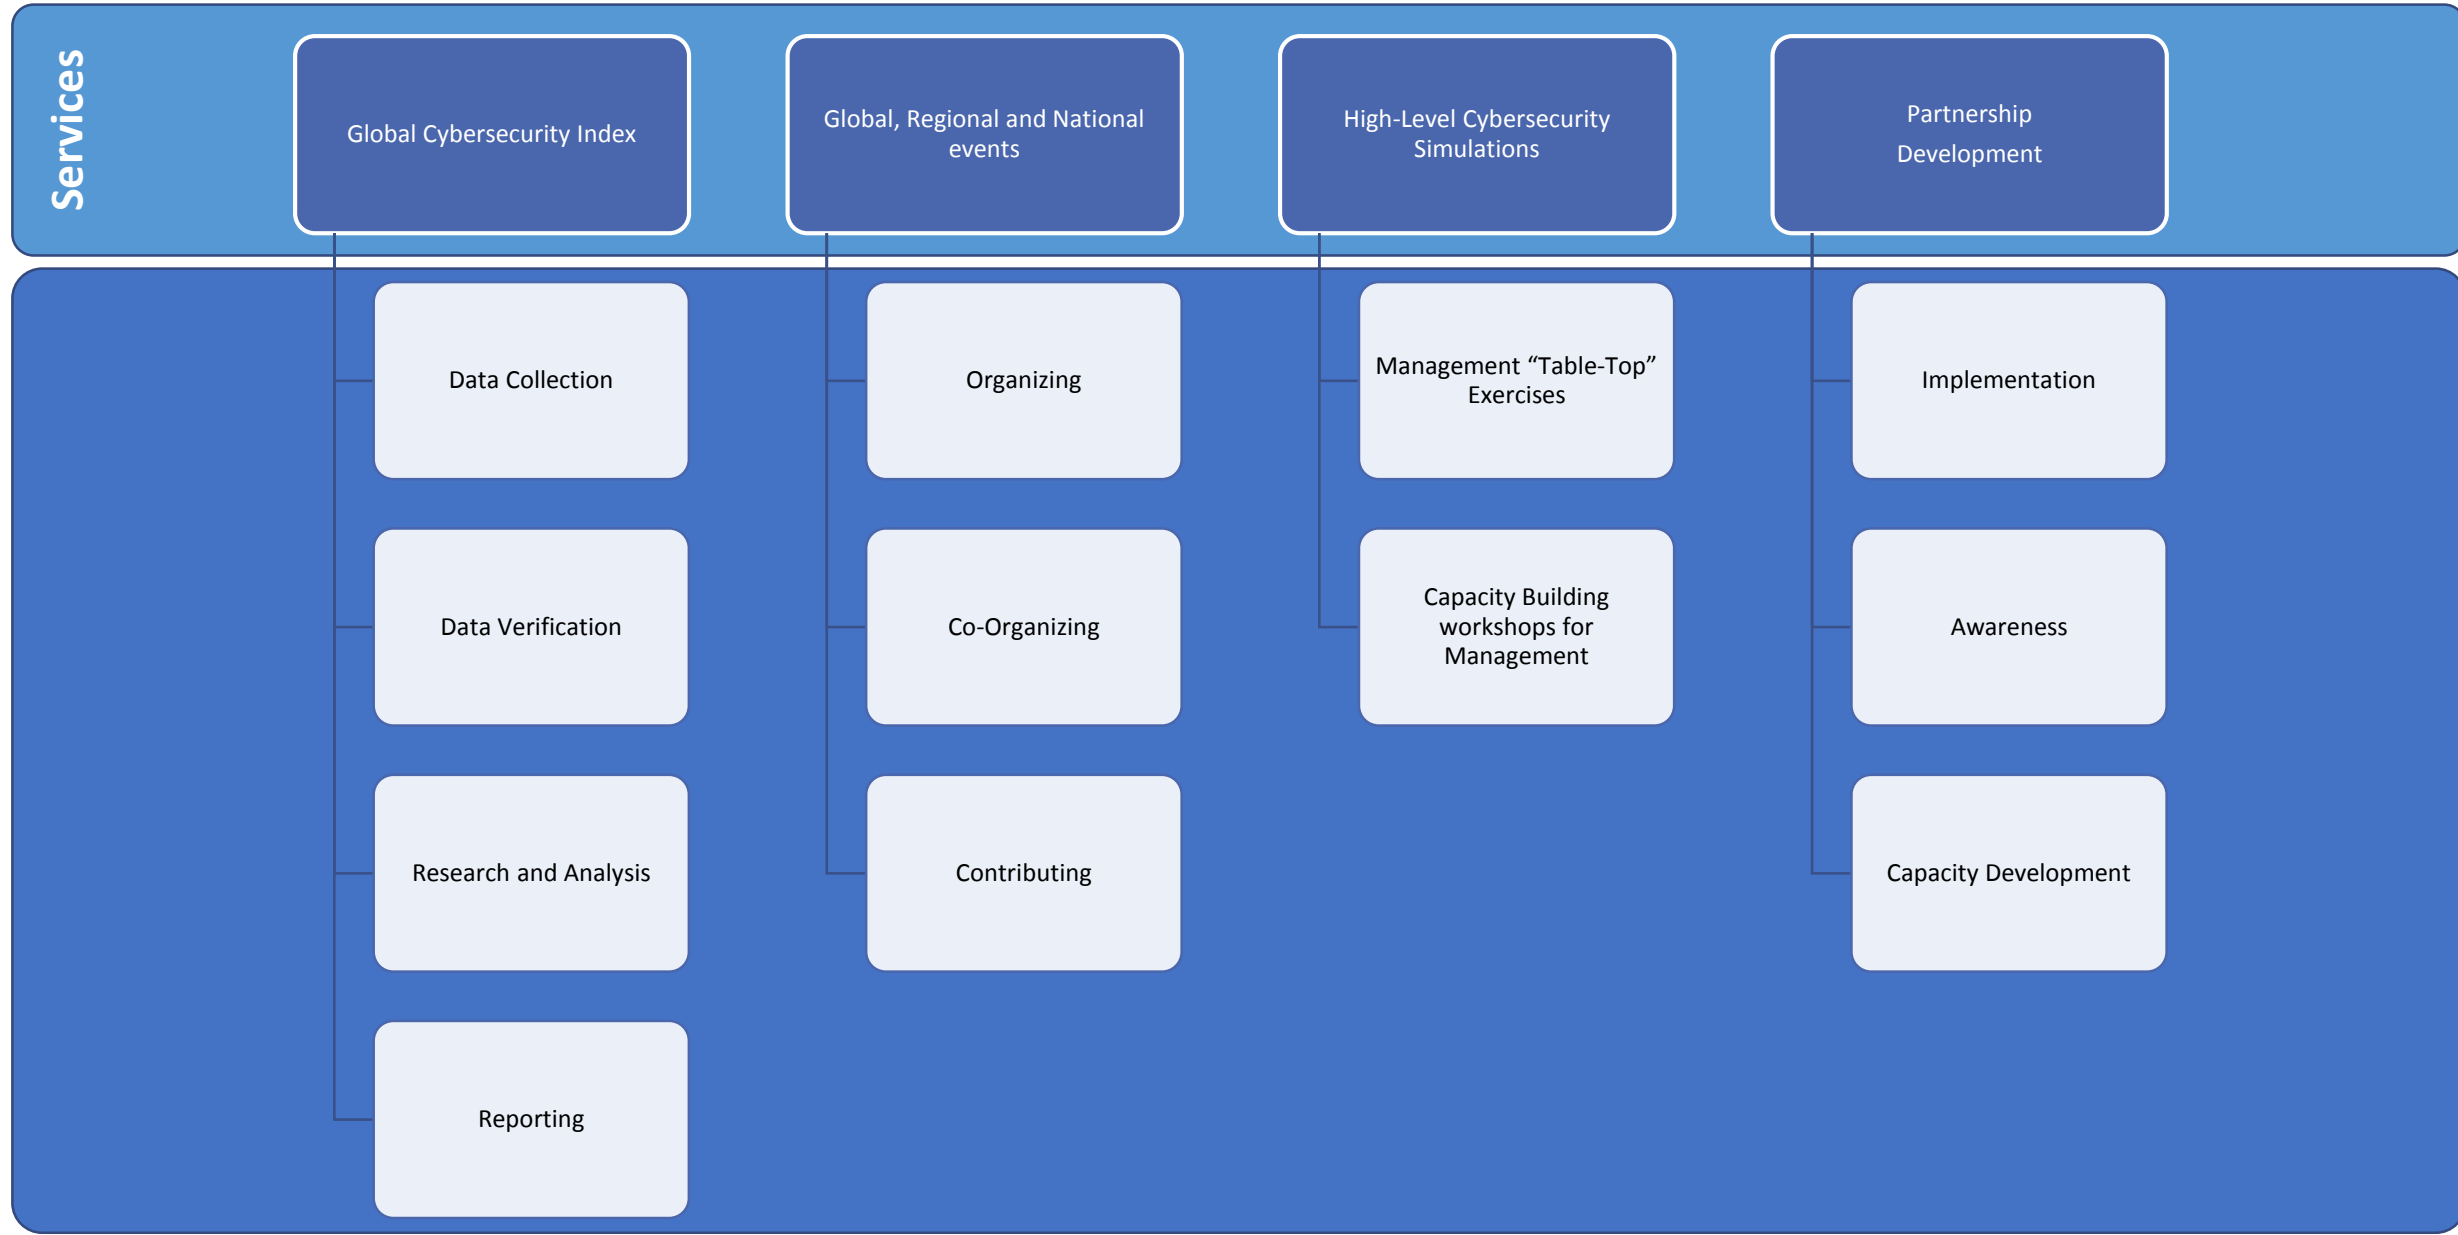 Services
Global Cybersecurity Index
Global, Regional and National
events
High-Level Cybersecurity
Simulations
Partnership
Development
Data Collection
Data Verification
Research and Analysis
Reporting
Organizing
Co-Organizing
Contributing
Management “Table-Top”
Exercises
Capacity Building
workshops for
Management
Implementation
Awareness
Capacity Development